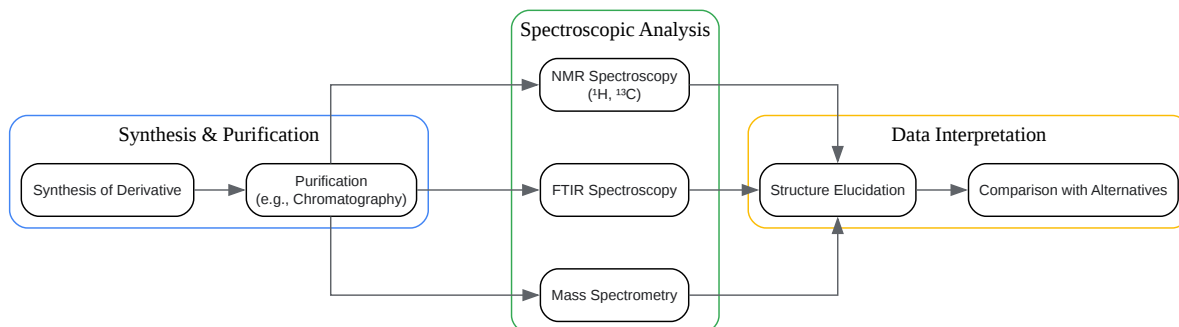 Synthesis & Purification
Synthesis of Derivative
Purification
(e.g., Chromatography)
Spectroscopic Analysis
NMR Spectroscopy
(¹H, ¹³C)
FTIR Spectroscopy
Mass Spectrometry
Data Interpretation
Structure Elucidation
Comparison with Alternatives